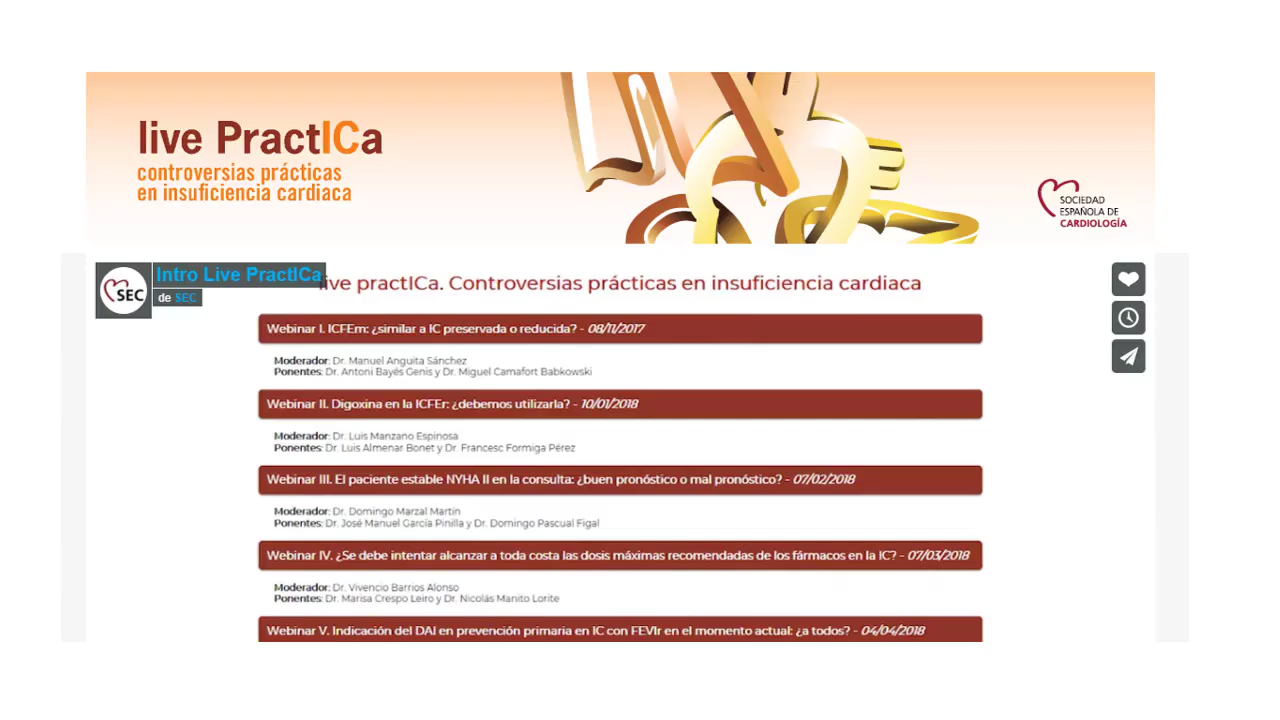 live PractICa
controversias prácticas
en insuficiencia cardiaca
SOCIEDAD
ESPAÑOLA DE
CARDIOLOGÍA
SEC
Intro Live PractICa
de SEC
live practICa. Controversias prácticas en insuficiencia cardiaca
Webinar I. ICFEm: ¿similar a IC preservada o reducida? - 08/11/2017
Moderador: Dr. Manuel Anguita Sánchez
Ponentes: Dr. Antoni Bayés Genis y Dr. Miguel Camafort Babkowski
Webinar II. Digoxina en la ICFEr: ¿debemos utilizarla? - 10/01/2018
Moderador: Dr. Luis Manzano Espinosa
Ponentes: Dr. Luis Almenar Bonet y Dr. Francesc Formiga Pérez
Webinar III. El paciente estable NYHA II en la consulta: ¿buen pronóstico o mal pronóstico? - 07/02/2018
Moderador: Dr. Domingo Marzal Martín
Ponentes: Dr. José Manuel García Pinilla y Dr. Domingo Pascual Figal
Webinar IV. ¿Se debe intentar alcanzar a toda costa las dosis máximas recomendadas de los fármacos en la IC? - 07/03/2018
Moderador: Dr. Vivencio Barrios Alonso
Ponentes: Dr. Marisa Crespo Leiro y Dr. Nicolás Manito Lorite
Webinar V. Indicación del DAI en prevención primaria en IC con FEVIr en el momento actual: ¿a todos? - 04/04/2018